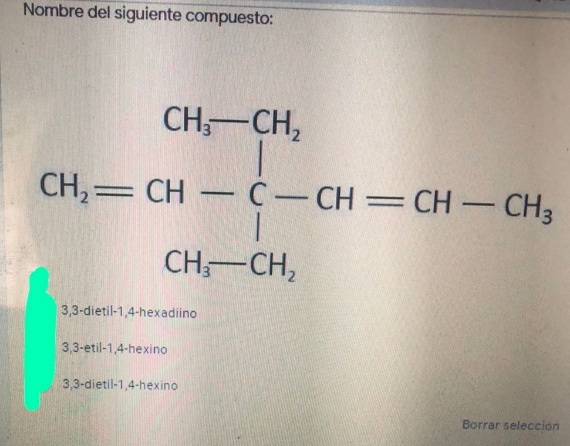 Nombre del siguiente compuesto:
CH₃—CH₂
|
CH₂═ CH — C — CH ═ CH — CH₃
|
CH₃—CH₂
3,3-dietil-1,4-hexadiino
3,3-etil-1,4-hexino
3,3-dietil-1,4-hexino
Borrar selección